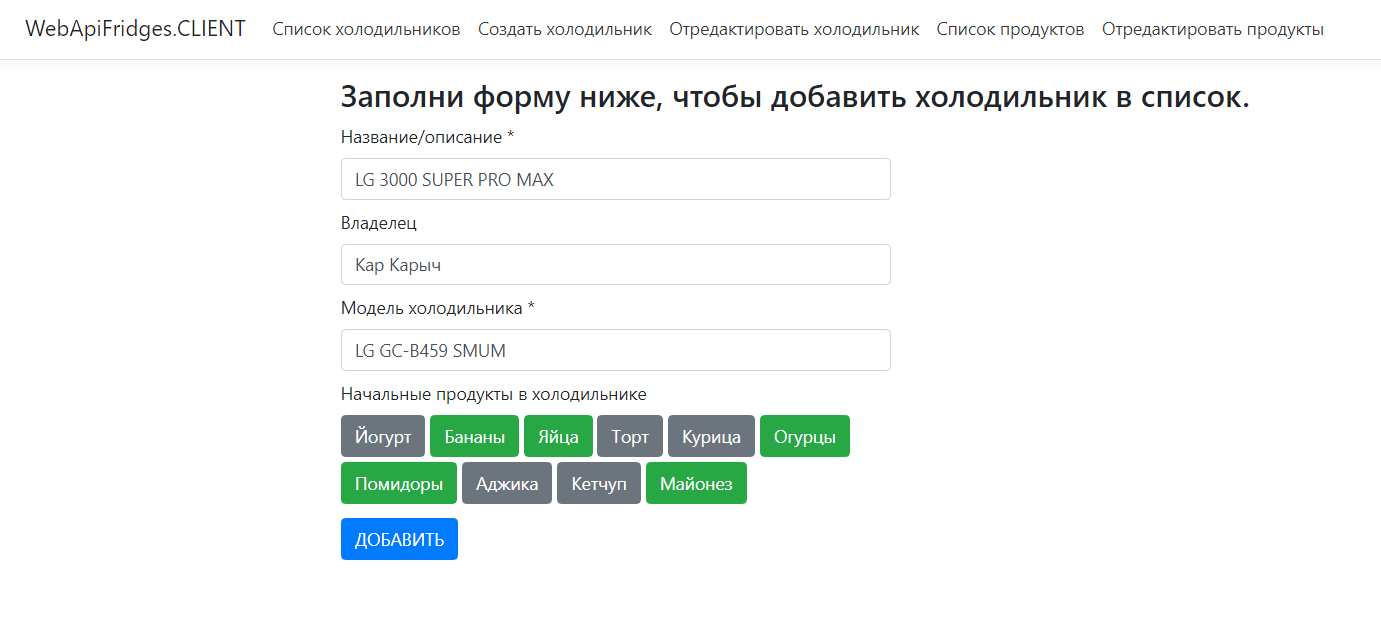 WebApiFridges.CLIENT Список холодильников Создать холодильник Отредактировать холодильник Список продуктов Отредактировать продукты
Заполни форму ниже, чтобы добавить холодильник в список.
Название/описание *
LG 3000 SUPER PRO MAX
Владелец
Кар Карыч
Модель холодильника *
LG GC-B459 SMUM
Начальные продукты в холодильнике
Йогурт Бананы Яйца Торт Курица Огурцы
Помидоры Аджика Кетчуп Майонез
ДОБАВИТЬ